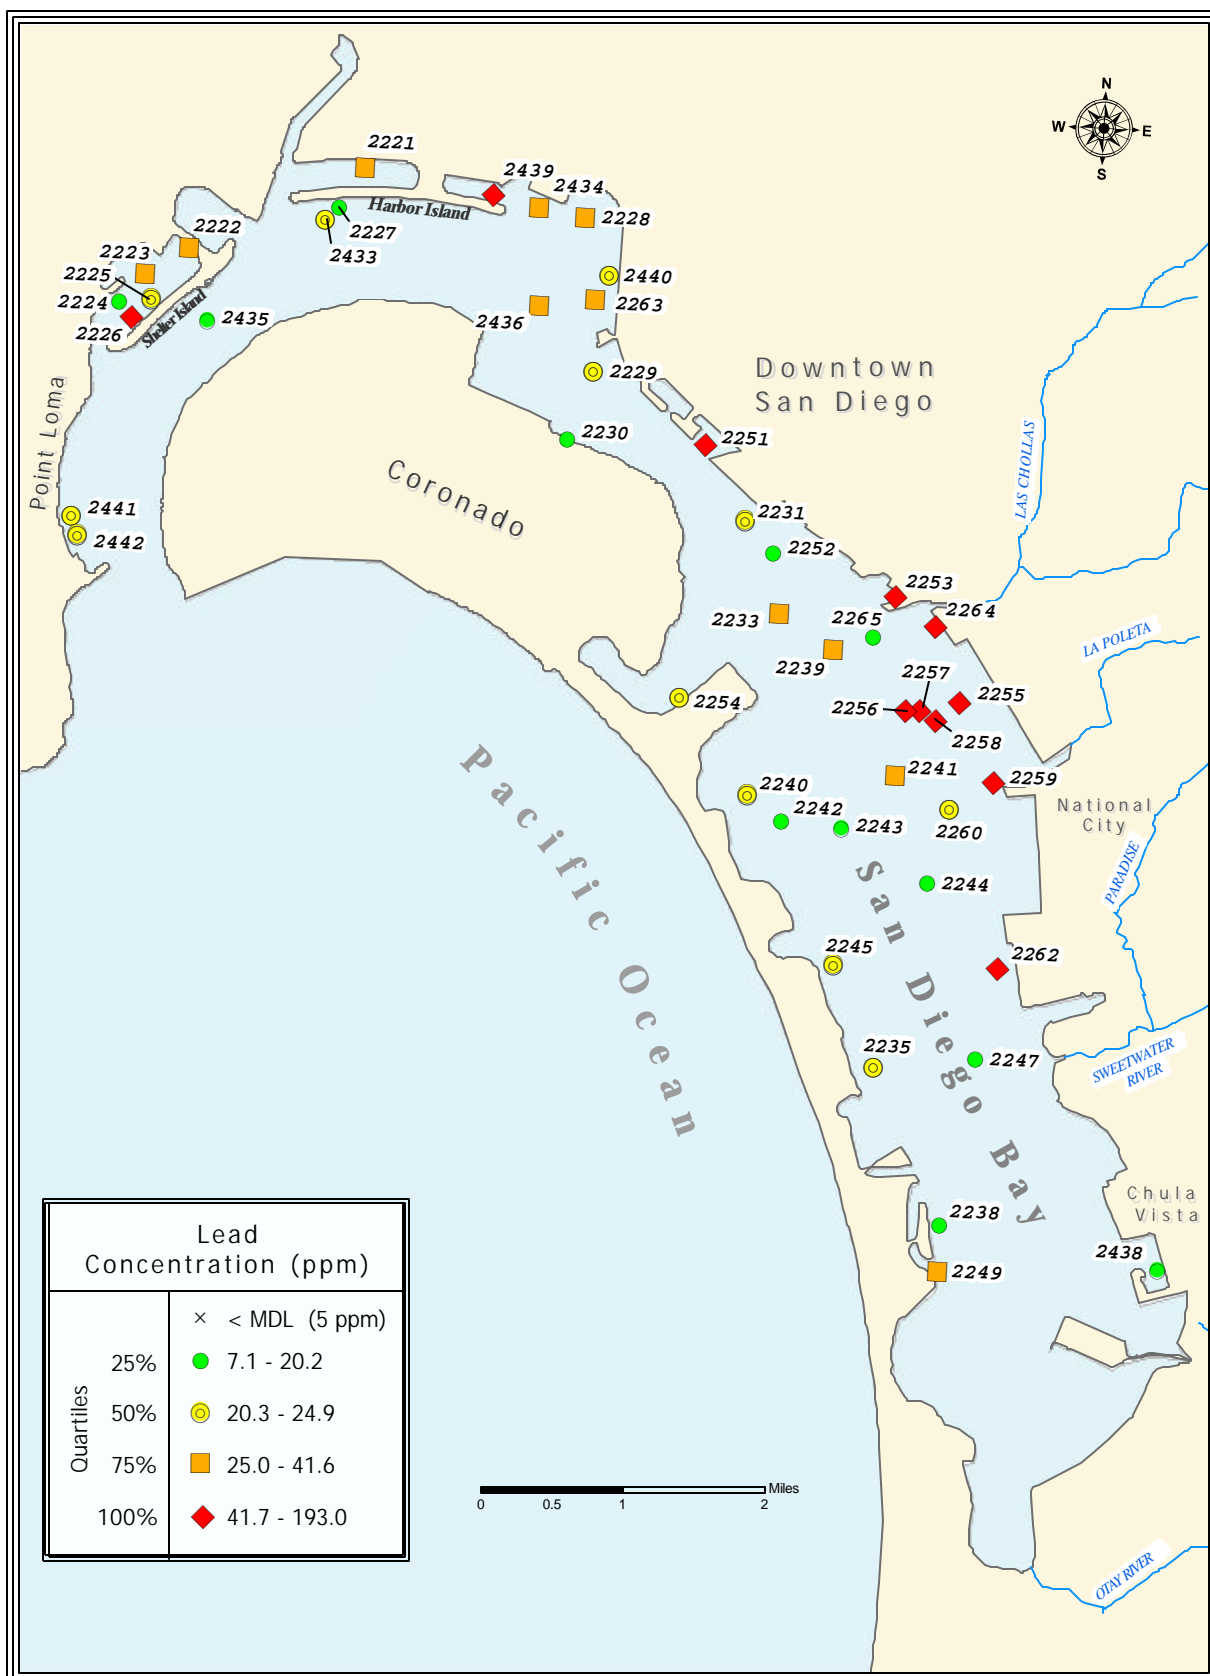 N
W
E
S
2221
2439
2434
2228
Harbor Island
2227
2433
2222
2223
2225
2224
2226
Shelter Island
2435
2440
2263
2436
2229
Downtown
San Diego
2230
2251
Point Loma
Coronado
LAS CHOLLAS
2441
2442
2231
2252
2253
2264
2233
2265
2239
LA POLETA
2257
2255
2256
2254
2258
2241
2259
2240
2242
2243
2260
National
City
Pacific Ocean
San Diego Bay
2244
PARADISE
2245
2262
2235
2247
SWEETWATER
RIVER
Chula
Vista
2238
2438
2249
Lead
Concentration (ppm)
× < MDL (5 ppm)
Quartiles
25% 7.1 - 20.2
50% 20.3 - 24.9
75% 25.0 - 41.6
100% 41.7 - 193.0
Miles
0 0.5 1 2
OTAY RIVER